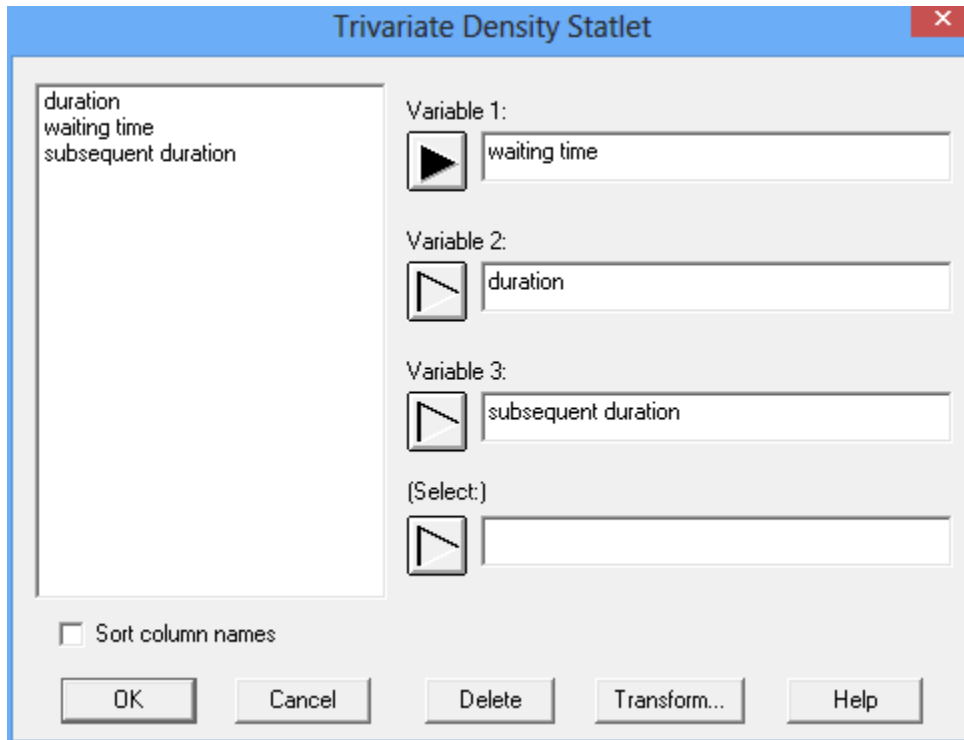 Trivariate Density Statlet
duration
waiting time
subsequent duration
Variable 1:
waiting time
Variable 2:
duration
Variable 3:
subsequent duration
(Select:)
Sort column names
OK
Cancel
Delete
Transform...
Help